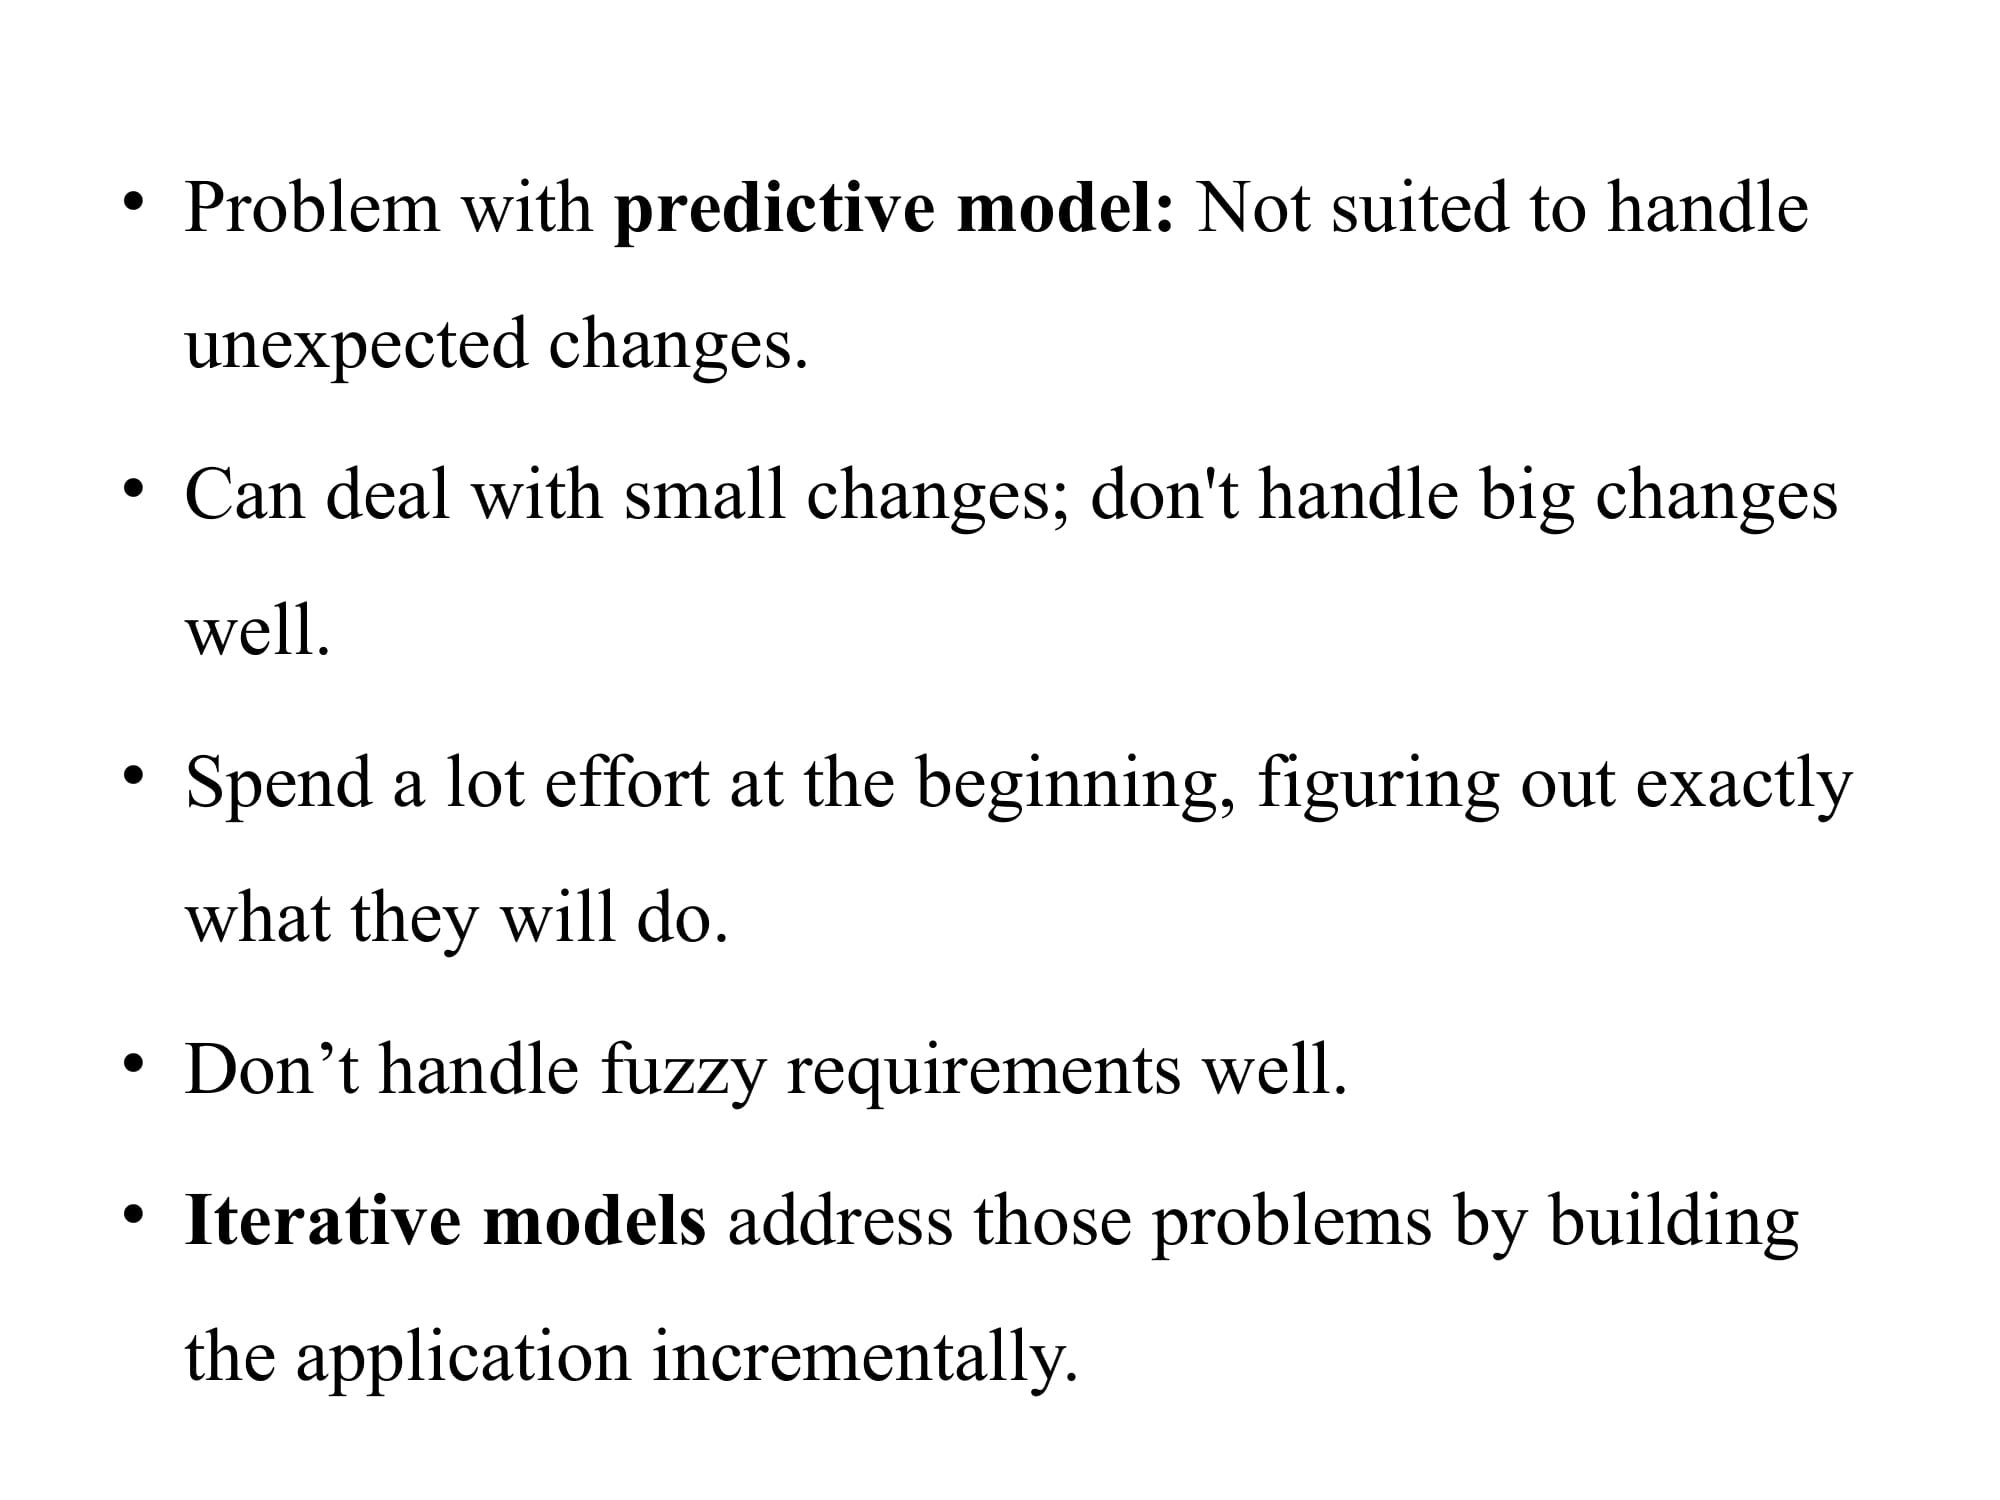 • Problem with predictive model: Not suited to handle
unexpected changes.
• Can deal with small changes; don't handle big changes
well.
• Spend a lot effort at the beginning, figuring out exactly
what they will do.
• Don’t handle fuzzy requirements well.
• Iterative models address those problems by building
the application incrementally.